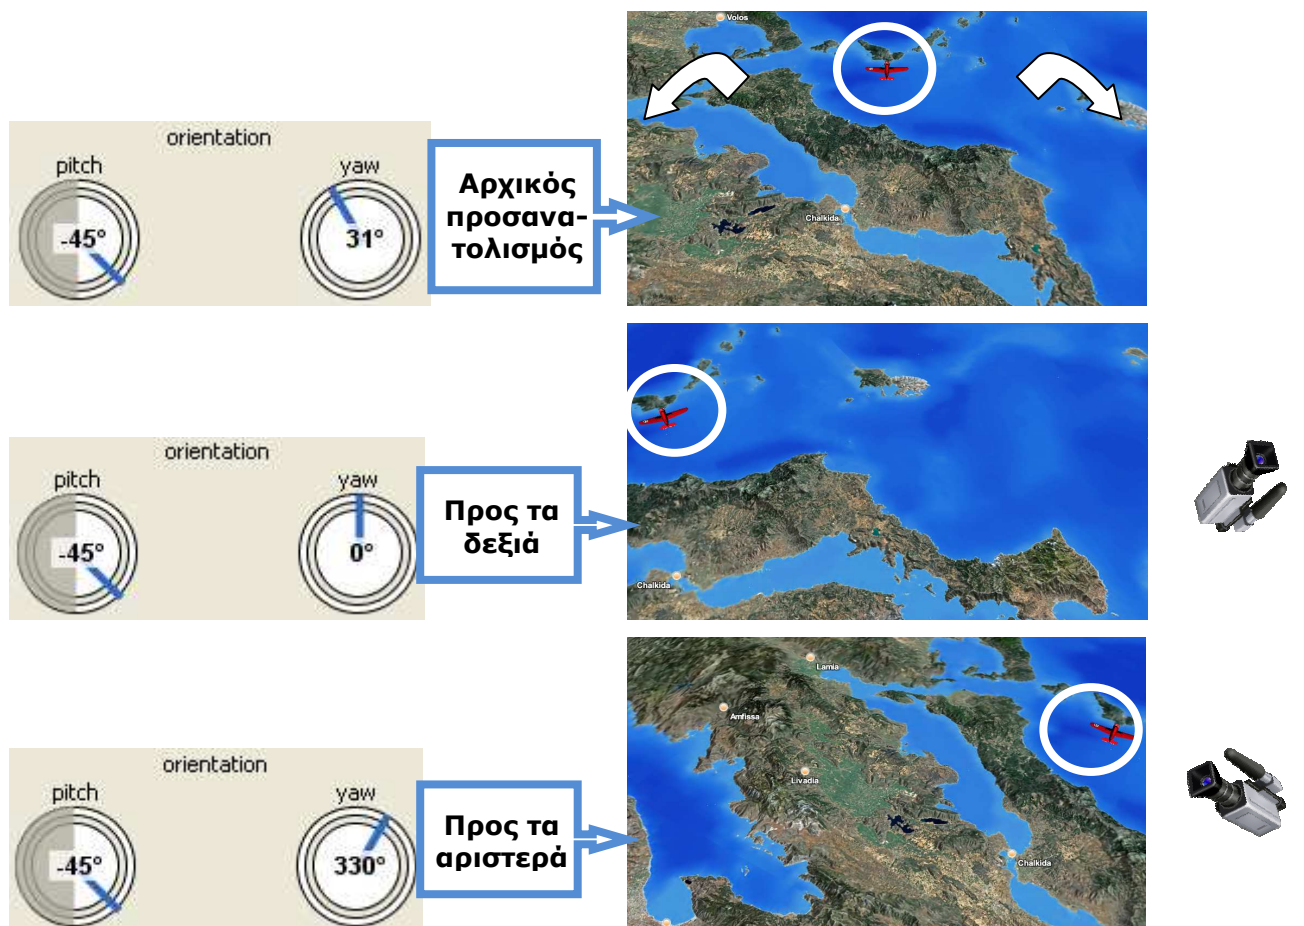 Volos
orientation
pitch
yaw
-45°
31°
Αρχικός
προσανα-
τολισμός
Chalkida
orientation
pitch
yaw
-45°
0°
Προς τα
δεξιά
Chalkida
Lamia
Amfissa
Livadia
orientation
pitch
yaw
-45°
330°
Προς τα
αριστερά
Chalkida